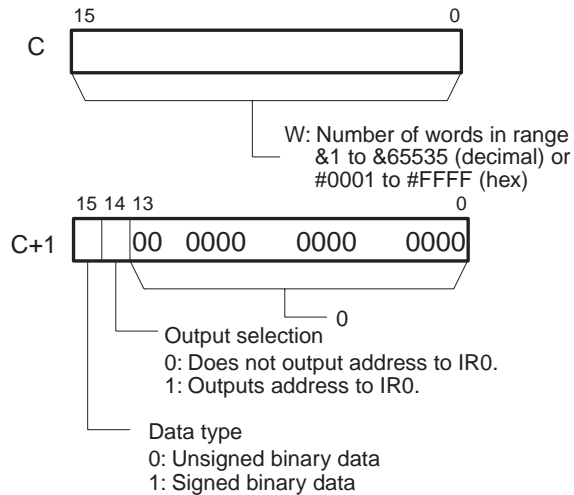 15 0
C
W: Number of words in range
&1 to &65535 (decimal) or
#0001 to #FFFF (hex)
15 14 13 0
C+1 00 0000 0000 0000
0
Output selection
0: Does not output address to IR0.
1: Outputs address to IR0.
Data type
0: Unsigned binary data
1: Signed binary data